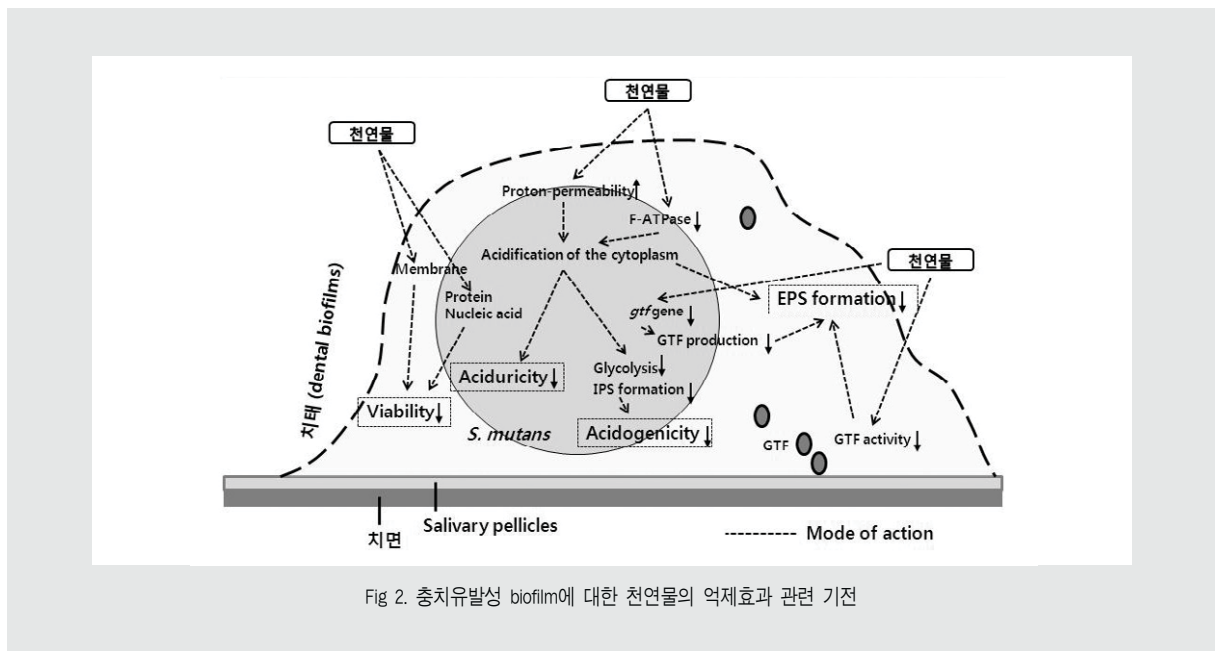 천연물
천연물
Proton-permeability
F-ATPase
Acidification of the cytoplasm
천연물
Membrane
Protein
Nucleic acid
gtf gene
EPS formation
GTF production
Glycolysis
IPS formation
Aciduricity
Viability
S. mutans
Acidogenicity
GTF
GTF activity
치태 (dental biofilms)
Salivary pellicles
치면
Mode of action
Fig 2. 충치유발성 biofilm에 대한 천연물의 억제효과 관련 기전